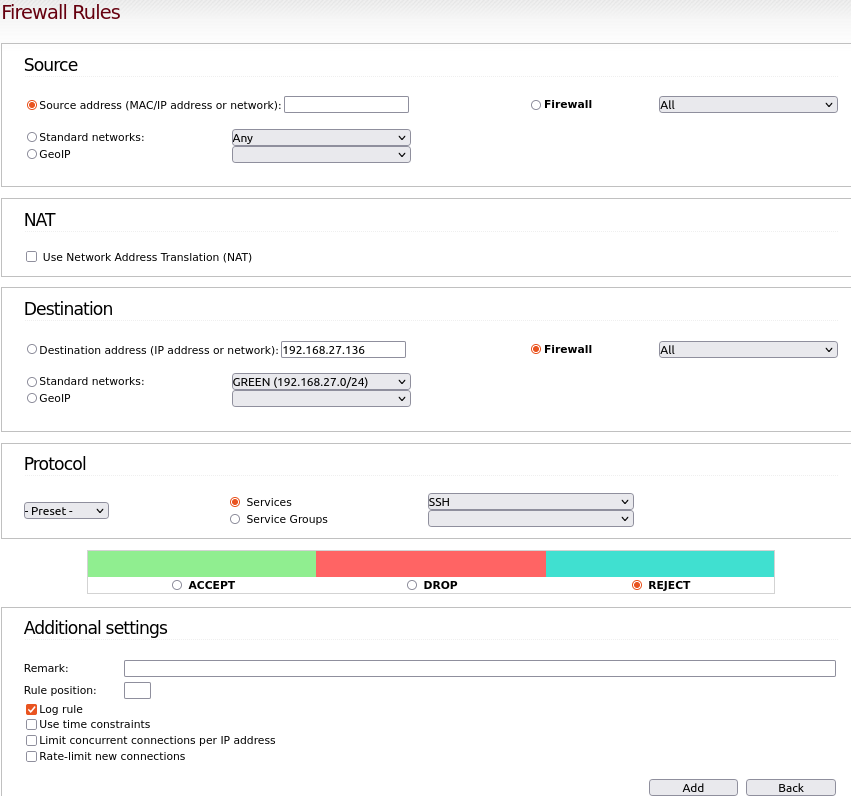 Firewall Rules
Source
Source address (MAC/IP address or network): Firewall All
Standard networks: Any
GeoIP
NAT
Use Network Address Translation (NAT)
Destination
Destination address (IP address or network): 192.168.27.136 Firewall All
Standard networks: GREEN (192.168.27.0/24)
GeoIP
Protocol
- Preset - Services SSH
Service Groups
ACCEPT DROP REJECT
Additional settings
Remark:
Rule position:
Log rule
Use time constraints
Limit concurrent connections per IP address
Rate-limit new connections
Add Back